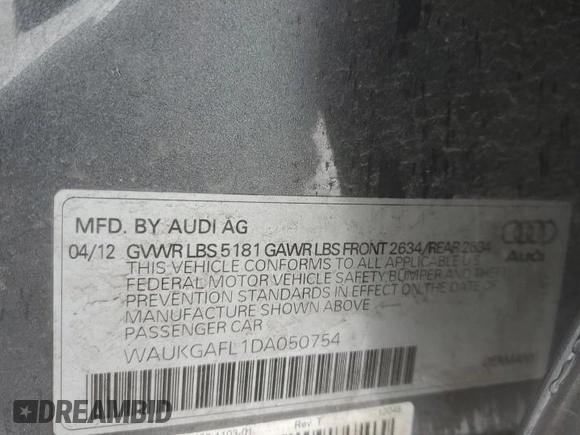 MFD. BY AUDI AG
04/12 GVWR LBS 5181 GAWR LBS FRONT 2634/REAR 2634
THIS VEHICLE CONFORMS TO ALL APPLICABLE U.S.
FEDERAL MOTOR VEHICLE SAFETY, BUMPER AND THEFT
PREVENTION STANDARDS IN EFFECT ON DATE OF
MANUFACTURE SHOWN ABOVE
PASSENGER CAR
Audi
WAUKGAFL1DA050754
GERMANY
Rev. T
DREAMBID